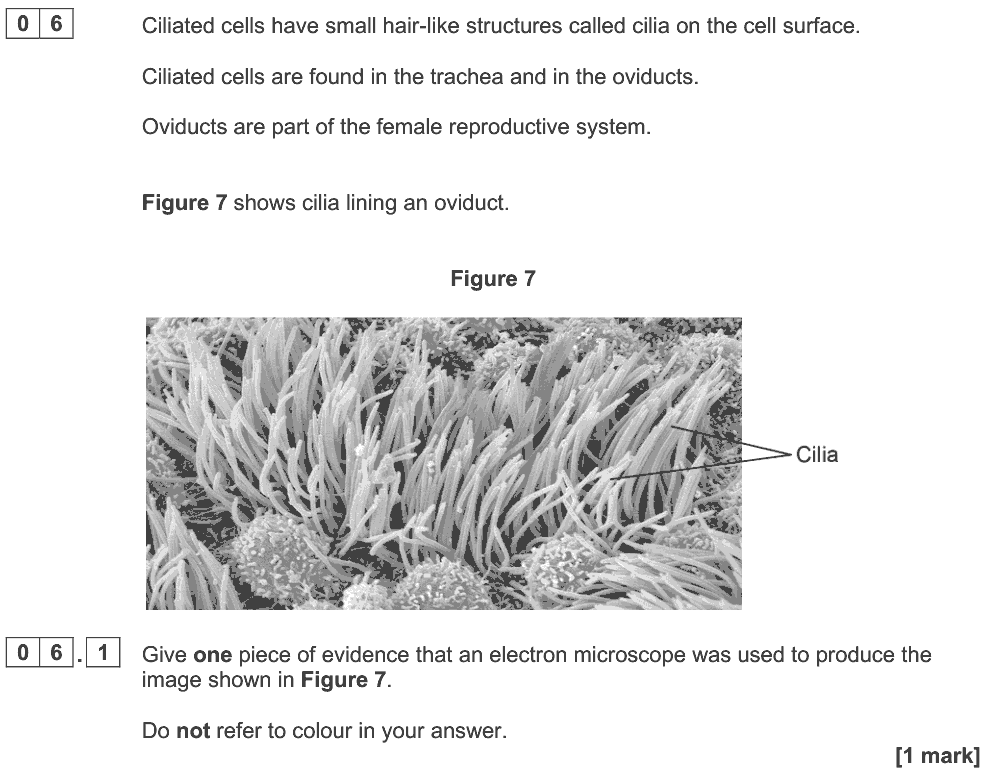 0 6 Ciliated cells have small hair-like structures called cilia on the cell surface.
Ciliated cells are found in the trachea and in the oviducts.
Oviducts are part of the female reproductive system.
Figure 7 shows cilia lining an oviduct.
Figure 7
Cilia
0 6 . 1 Give one piece of evidence that an electron microscope was used to produce the
image shown in Figure 7.
Do not refer to colour in your answer.
[1 mark]